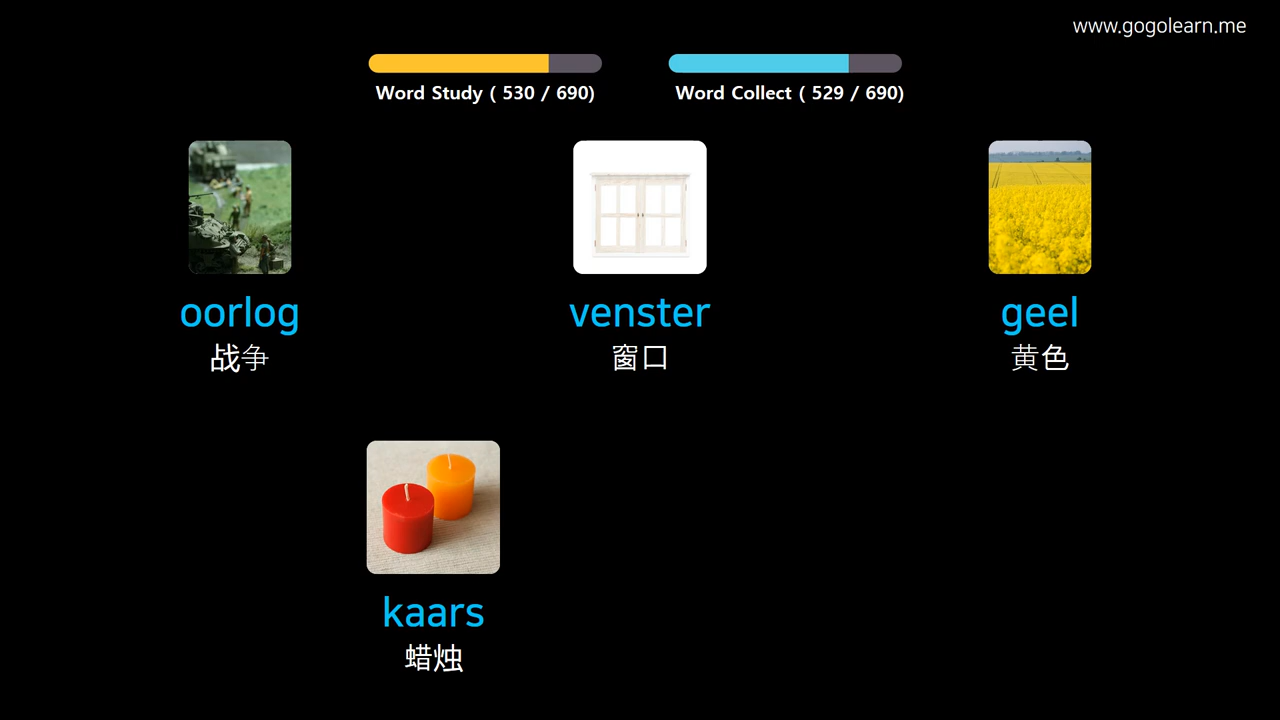 www.gogolearn.me
Word Study ( 530 / 690)
Word Collect ( 529 / 690)
oorlog
战争
venster
窗口
geel
黄色
kaars
蜡烛